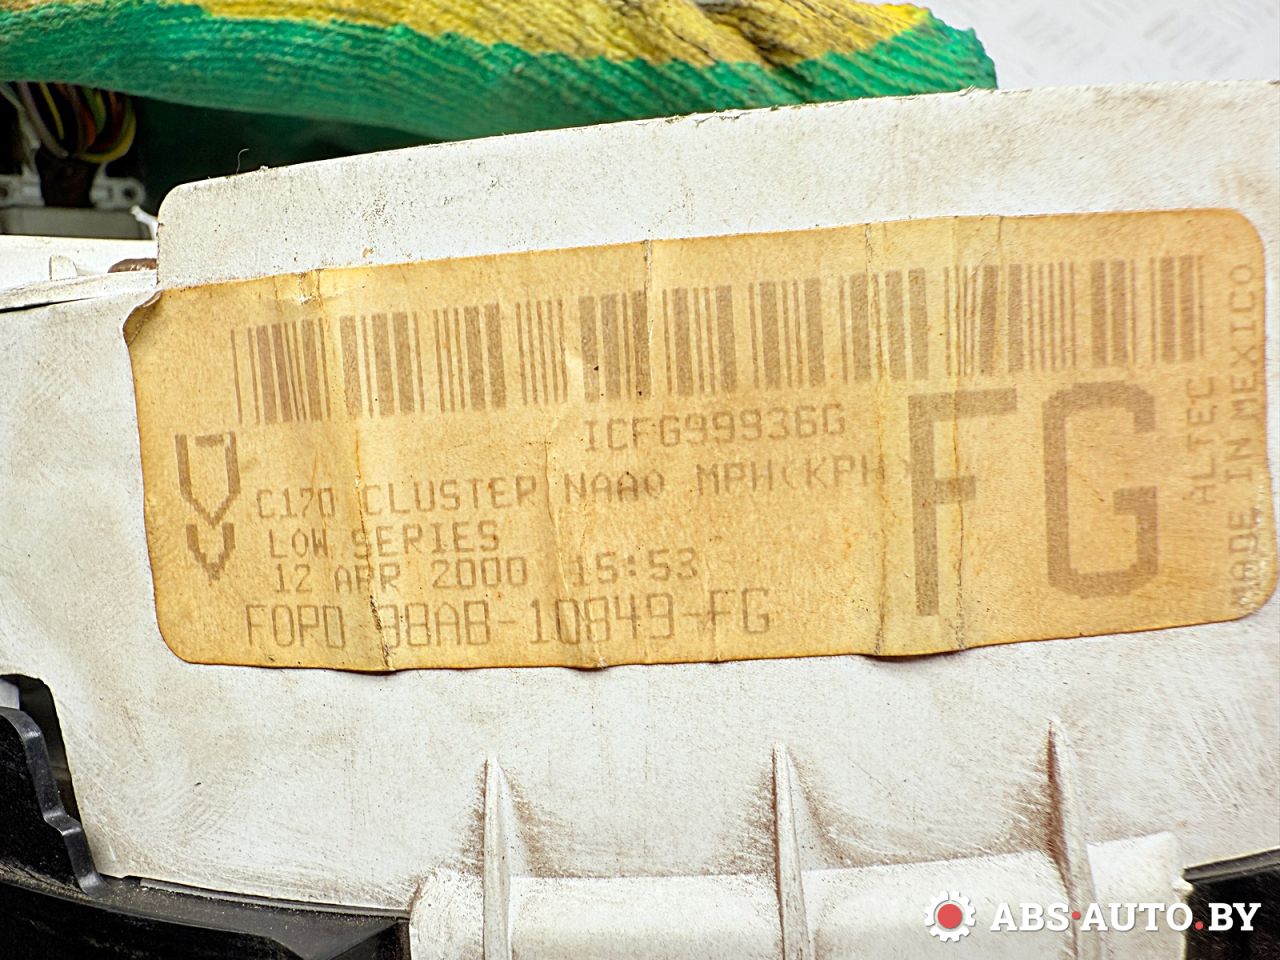 ICFG99936G
C170 CLUSTER NAAO MPH(KPH)
LOW SERIES
12 APR 2000 15:53
FORD 98AB-10849-FG
FG
ALTEC
MADE IN MEXICO
ABS-AUTO.BY